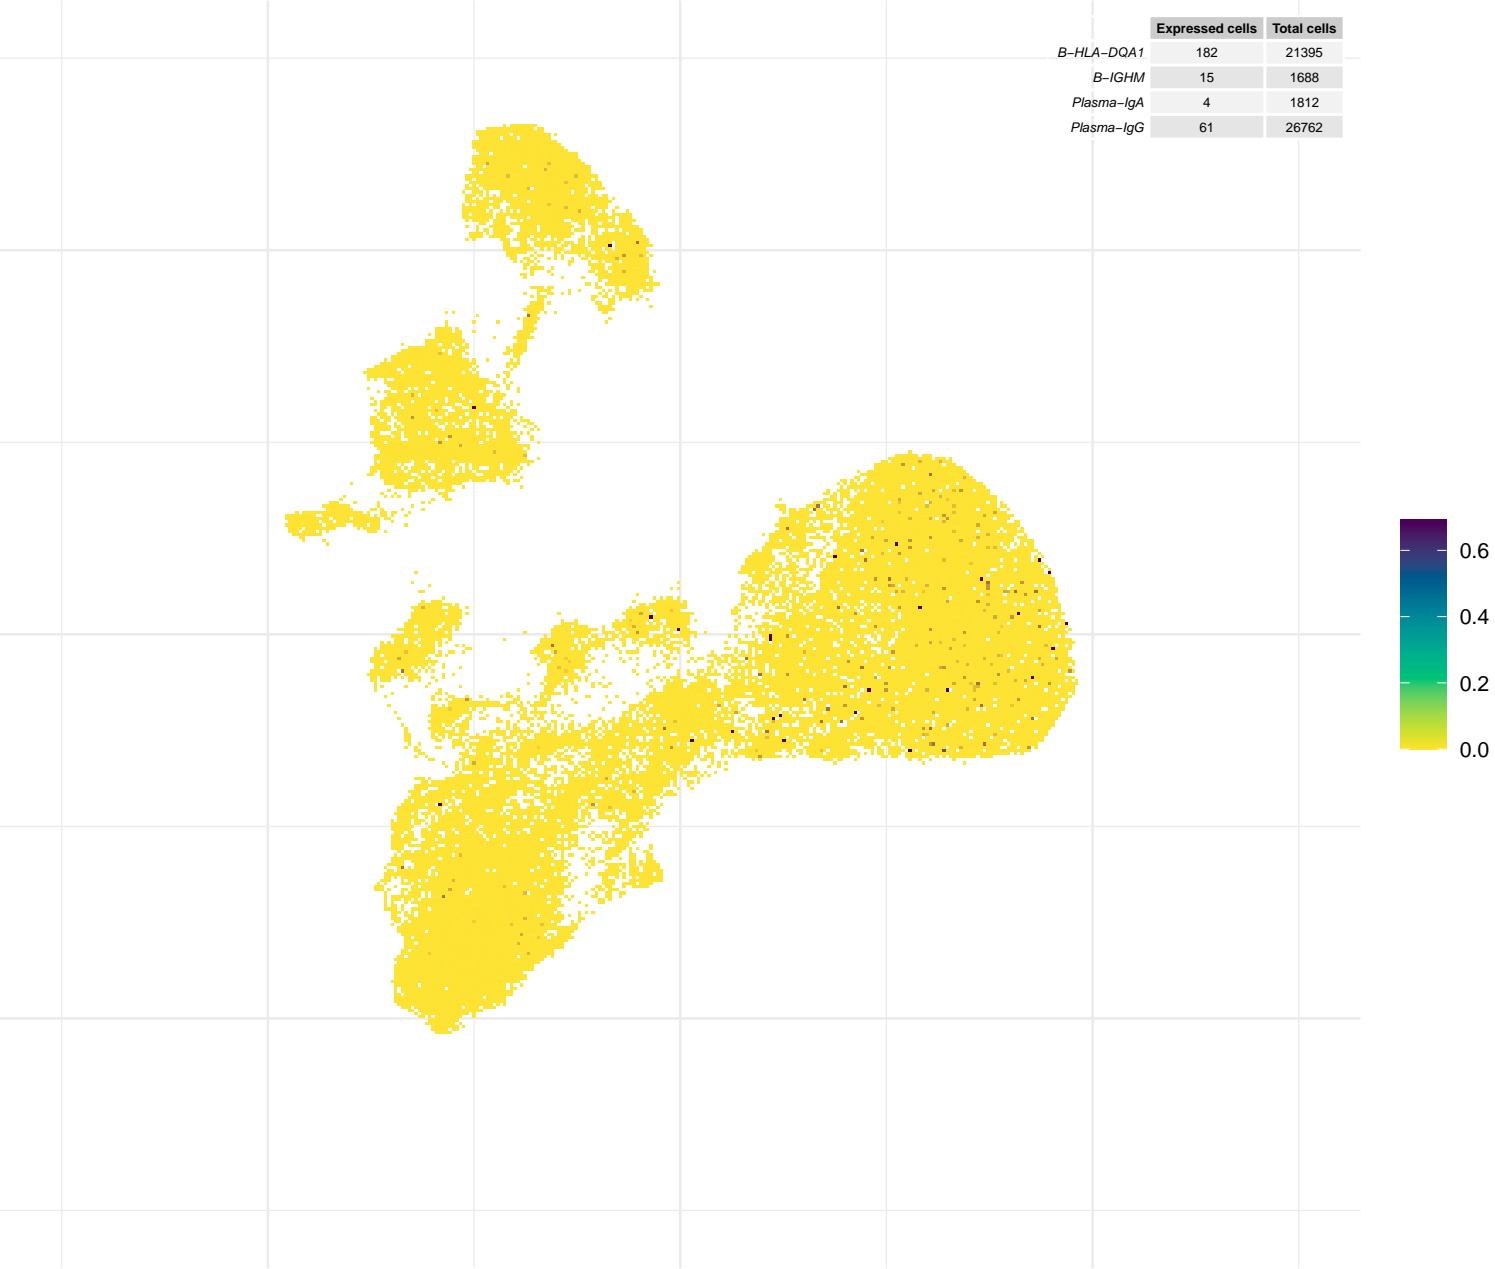 Expressed cells Total cells
B−HLA−DQA1 182 21395
B−IGHM 15 1688
Plasma−IgA 4 1812
Plasma−IgG 61 26762
0.6
0.4
0.2
0.0